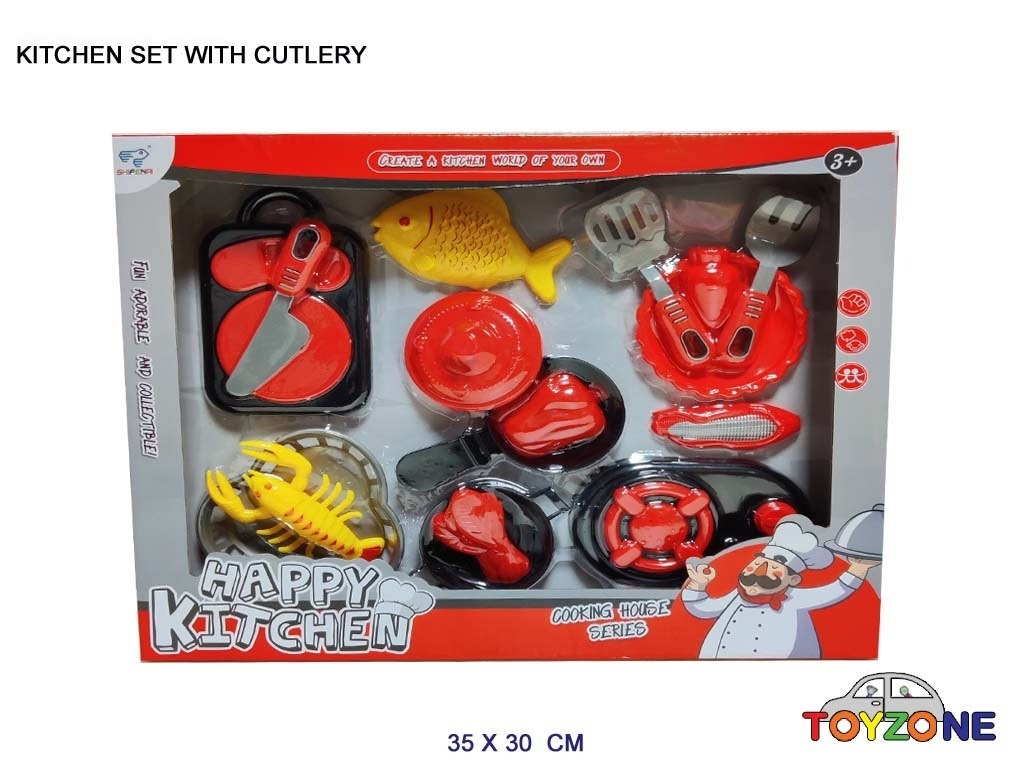 KITCHEN SET WITH CUTLERY
SHIFENAI
CREATE A KITCHEN WORLD OF YOUR OWN
3+
FUN ADORABLE AND COLLECTIBLE!
HAPPY
KITCHEN
COOKING HOUSE
SERIES
TOYZONE
35 X 30 CM